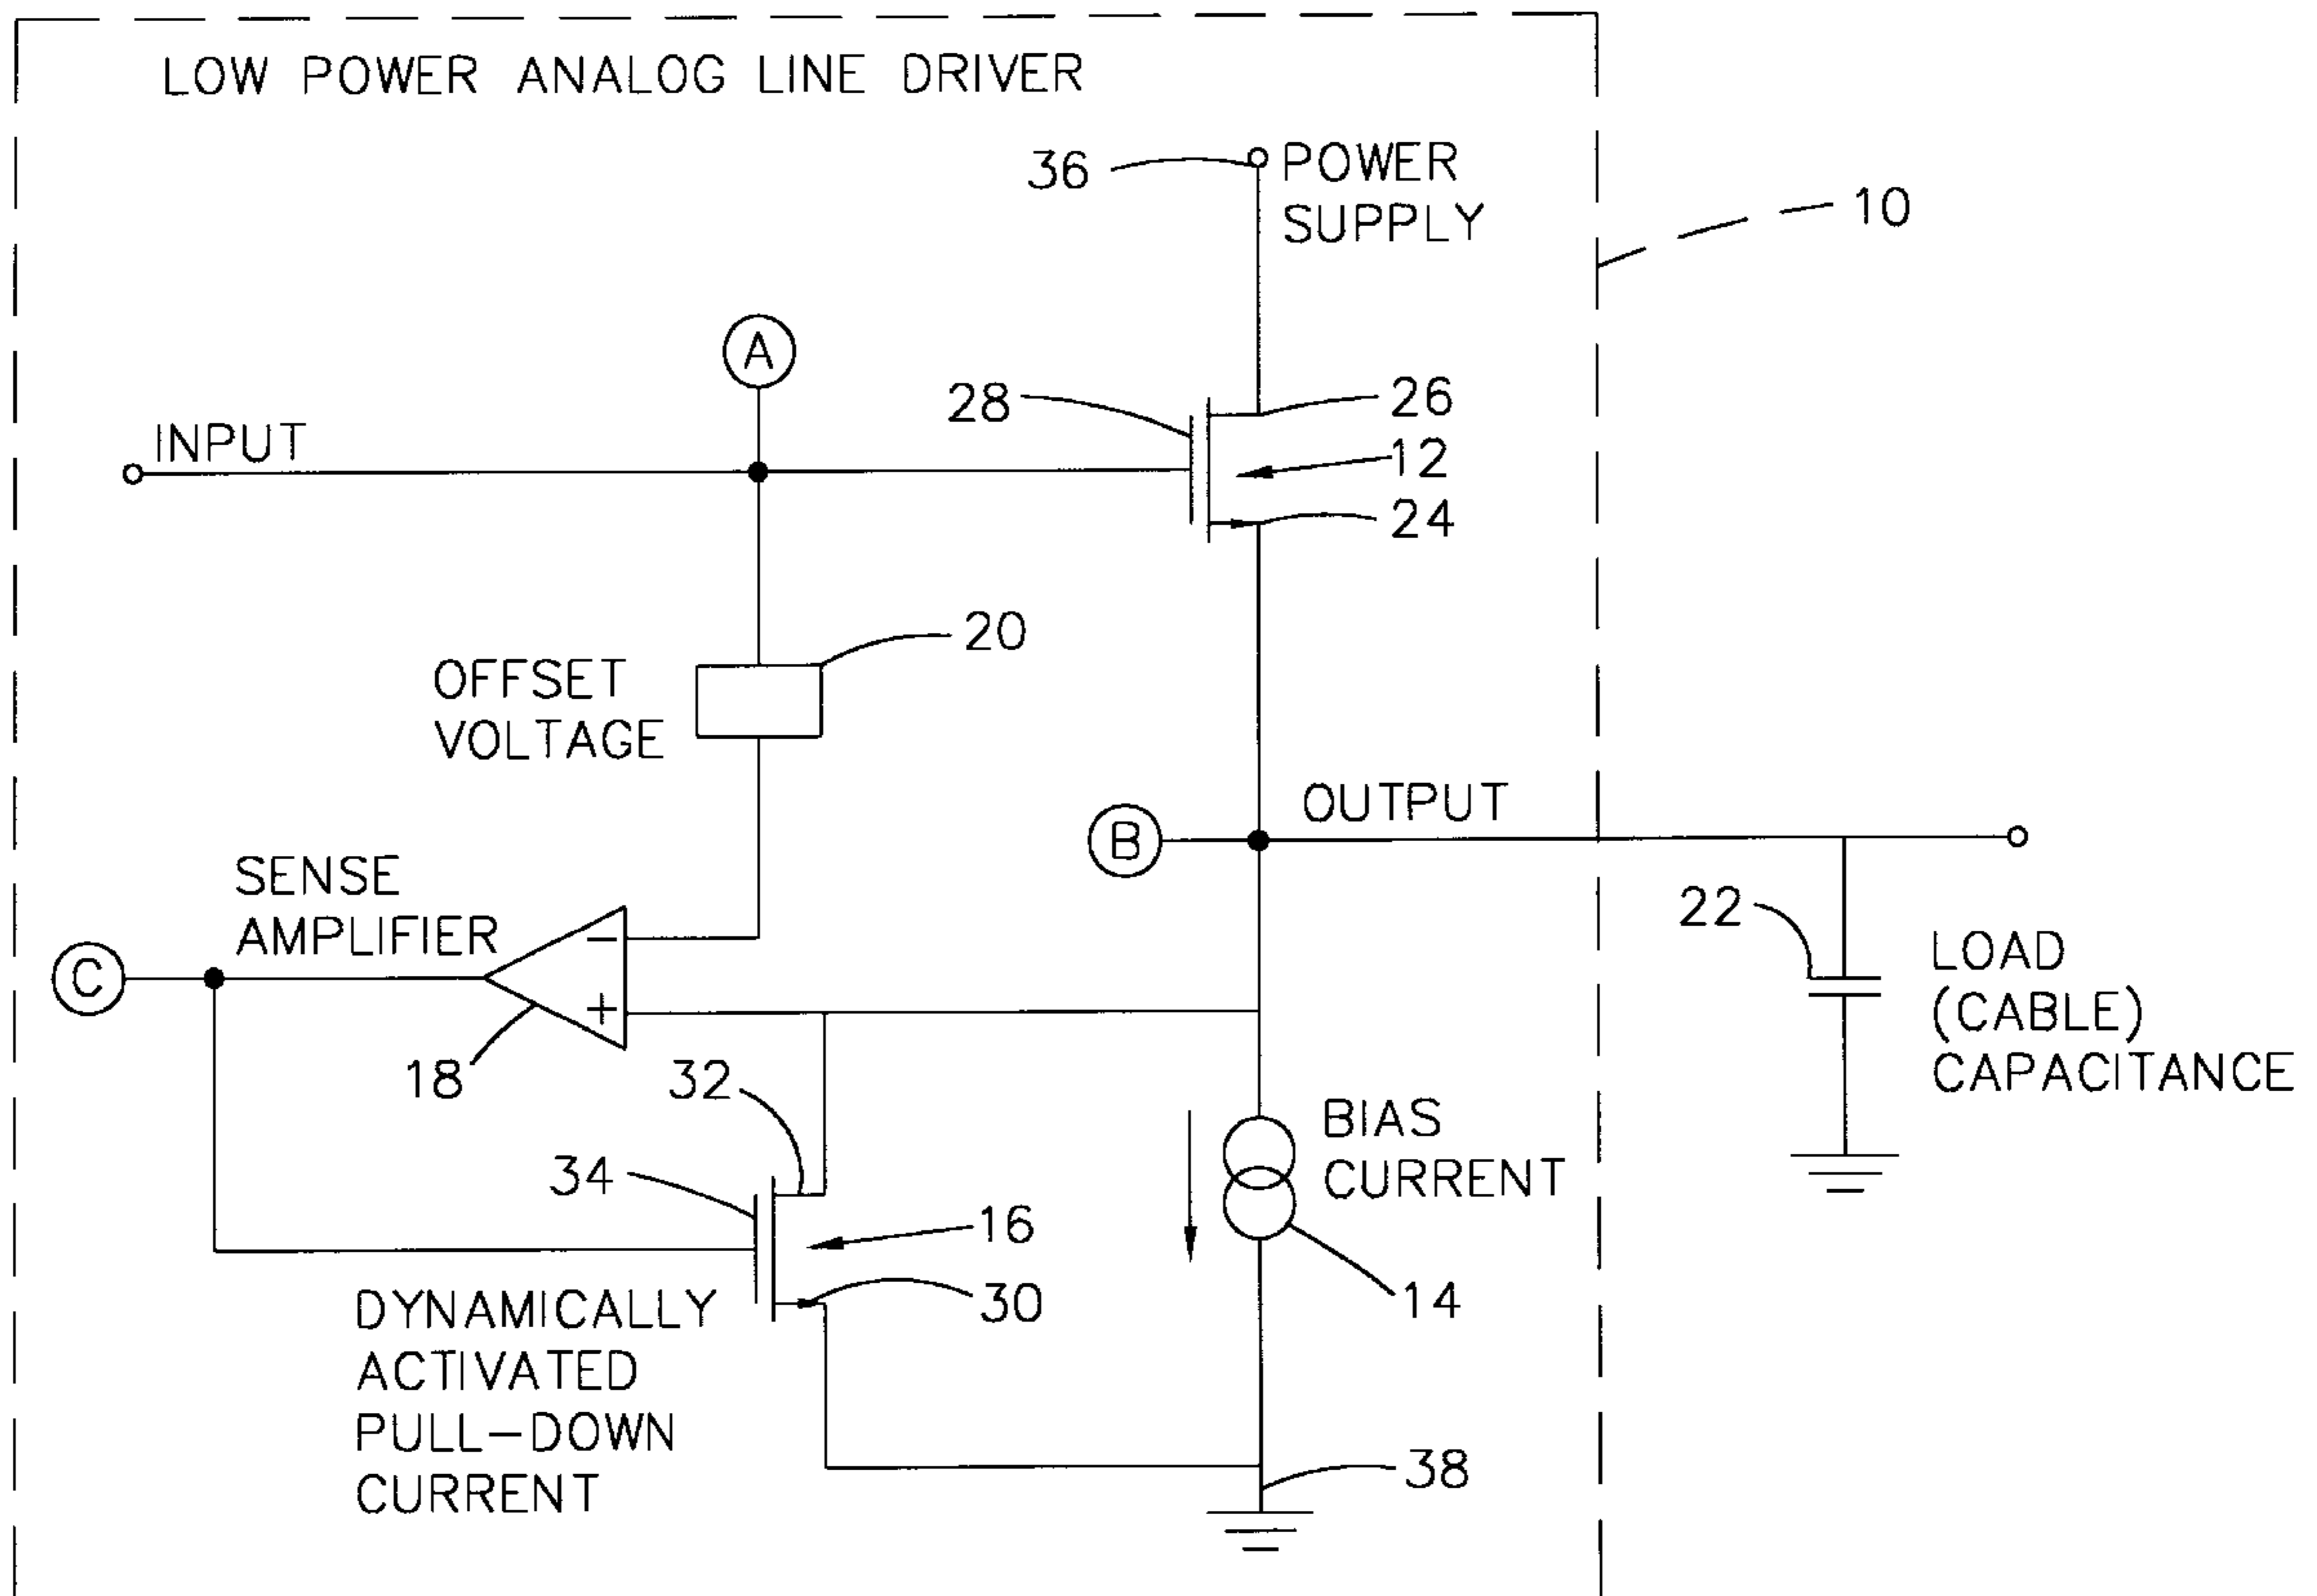 LOW POWER ANALOG LINE DRIVER
36
POWER
SUPPLY
10
A
28
26
INPUT
12
24
20
OFFSET
VOLTAGE
OUTPUT
B
SENSE
AMPLIFIER
22
−
C
LOAD
(CABLE)
CAPACITANCE
+
18
32
BIAS
CURRENT
34
16
30
14
DYNAMICALLY
ACTIVATED
PULL-DOWN
CURRENT
38